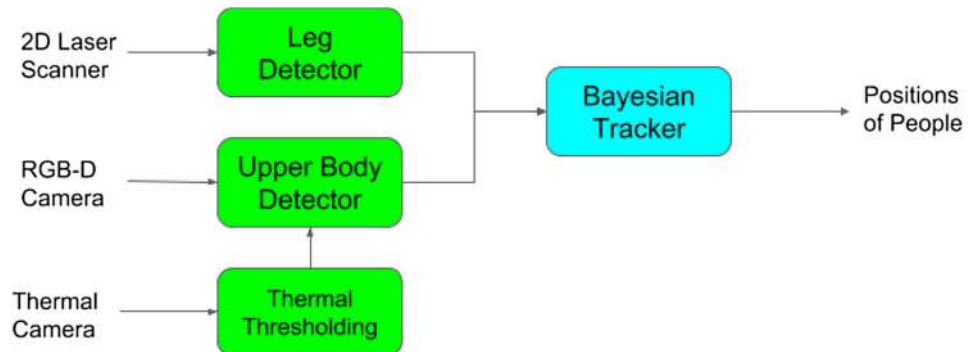 2D Laser
Scanner
Leg
Detector
Bayesian
Tracker
Positions
of People
RGB-D
Camera
Upper Body
Detector
Thermal
Camera
Thermal
Thresholding